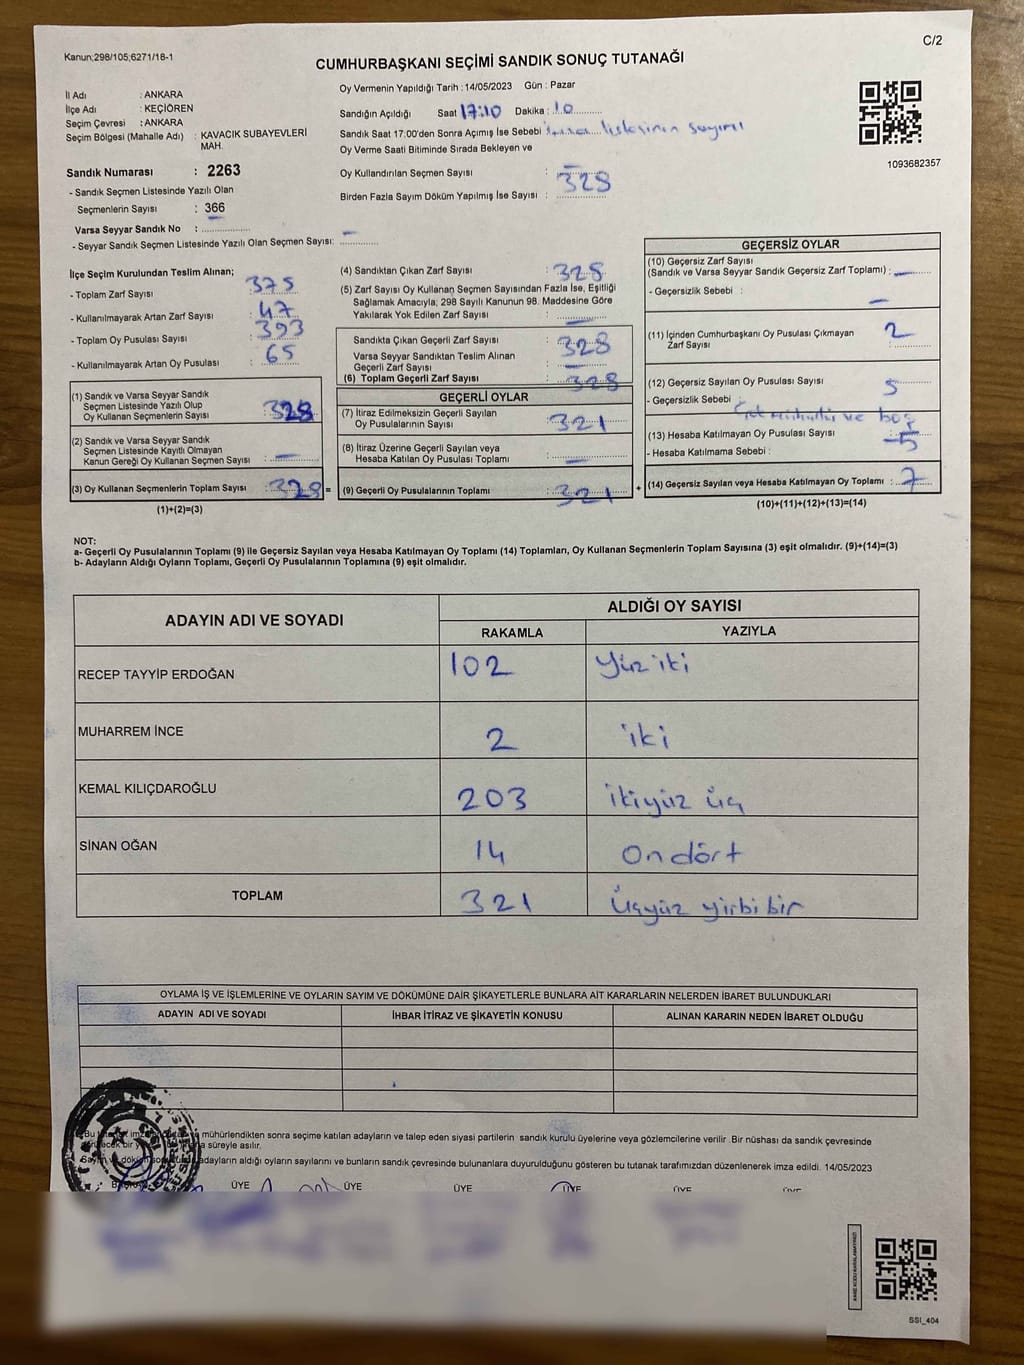 Kanun;298/105;6271/18-1
C/2
CUMHURBAŞKANI SEÇİMİ SANDIK SONUÇ TUTANAĞI
İl Adı : ANKARA
İlçe Adı : KEÇİÖREN
Seçim Çevresi : ANKARA
Seçim Bölgesi (Mahalle Adı) : KAVACIK SUBAYEVLERİ
MAH.
Sandık Numarası : 2263
- Sandık Seçmen Listesinde Yazılı Olan
Seçmenlerin Sayısı : 366
Varsa Seyyar Sandık No :
- Seyyar Sandık Seçmen Listesinde Yazılı Olan Seçmen Sayısı:
Oy Vermenin Yapıldığı Tarih :14/05/2023 Gün : Pazar
Sandığın Açıldığı Saat 17:10 Dakika : 10
Sandık Saat 17:00'den Sonra Açımış İse Sebebi : listesinin sayımı
Oy Verme Saati Bitiminde Sırada Bekleyen ve
Oy Kullandırılan Seçmen Sayısı : —
Birden Fazla Sayım Döküm Yapılmış İse Sayısı : 328
1093682357
İlçe Seçim Kurulundan Teslim Alınan;
- Toplam Zarf Sayısı : 375
- Kullanılmayarak Artan Zarf Sayısı : 47
- Toplam Oy Pusulası Sayısı : 393
- Kullanılmayarak Artan Oy Pusulası : 65
(1) Sandık ve Varsa Seyyar Sandık
Seçmen Listesinde Yazılı Olup
Oy Kullanan Seçmenlerin Sayısı : 328
(2) Sandık ve Varsa Seyyar Sandık
Seçmen Listesinde Kayıtlı Olmayan
Kanun Gereği Oy Kullanan Seçmen Sayısı : —
(3) Oy Kullanan Seçmenlerin Toplam Sayısı : 328 =
(1)+(2)=(3)
(4) Sandıktan Çıkan Zarf Sayısı : 328
(5) Zarf Sayısı Oy Kullanan Seçmen Sayısından Fazla İse, Eşitliği
Sağlamak Amacıyla; 298 Sayılı Kanunun 98. Maddesine Göre
Yakılarak Yok Edilen Zarf Sayısı : —
Sandıkta Çıkan Geçerli Zarf Sayısı : 328
Varsa Seyyar Sandıktan Teslim Alınan
Geçerli Zarf Sayısı : —
(6) Toplam Geçerli Zarf Sayısı : 328
GEÇERLİ OYLAR
(7) İtiraz Edilmeksizin Geçerli Sayılan
Oy Pusulalarının Sayısı : 321
(8) İtiraz Üzerine Geçerli Sayılan veya
Hesaba Katılan Oy Pusulası Toplamı : —
(9) Geçerli Oy Pusulalarının Toplamı : 321 +
GEÇERSİZ OYLAR
(10) Geçersiz Zarf Sayısı
(Sandık ve Varsa Seyyar Sandık Geçersiz Zarf Toplamı) : —
- Geçersizlik Sebebi : —
(11) İçinden Cumhurbaşkanı Oy Pusulası Çıkmayan
Zarf Sayısı : 2
(12) Geçersiz Sayılan Oy Pusulası Sayısı : 5
- Geçersizlik Sebebi : ve boş
(13) Hesaba Katılmayan Oy Pusulası Sayısı :
- Hesaba Katılmama Sebebi :
(14) Geçersiz Sayılan veya Hesaba Katılmayan Oy Toplamı : 7
(10)+(11)+(12)+(13)=(14)
NOT:
a- Geçerli Oy Pusulalarının Toplamı (9) ile Geçersiz Sayılan veya Hesaba Katılmayan Oy Toplamı (14) Toplamları, Oy Kullanan Seçmenlerin Toplam Sayısına (3) eşit olmalıdır. (9)+(14)=(3)
b- Adayların Aldığı Oyların Toplamı, Geçerli Oy Pusulalarının Toplamına (9) eşit olmalıdır.
ADAYIN ADI VE SOYADI
ALDIĞI OY SAYISI
RAKAMLA YAZIYLA
RECEP TAYYİP ERDOĞAN 102 Yüz iki
MUHARREM İNCE 2 iki
KEMAL KILIÇDAROĞLU 203 ikiyüz üç
SİNAN OĞAN 14 on dört
TOPLAM 321 Üçyüz yirbi bir
OYLAMA İŞ VE İŞLEMLERİNE VE OYLARIN SAYIM VE DÖKÜMÜNE DAİR ŞİKAYETLERLE BUNLARA AİT KARARLARIN NELERDEN İBARET BULUNDUKLARI
ADAYIN ADI VE SOYADI İHBAR İTİRAZ VE ŞİKAYETİN KONUSU ALINAN KARARIN NEDEN İBARET OLDUĞU
Bu mühürlendikten sonra seçime katılan adayların ve talep eden siyasi partilerin sandık kurulu üyelerine veya gözlemcilerine verilir .Bir nüshası da sandık çevresinde
süreyle asılır.
adayların aldığı oyların sayılarını ve bunların sandık çevresinde bulunanlara duyurulduğunu gösteren bu tutanak tarafımızdan düzenlenerek imza edildi. 14/05/2023
ÜYE ÜYE ÜYE ÜYE ÜYE ÜYE
SSI_404